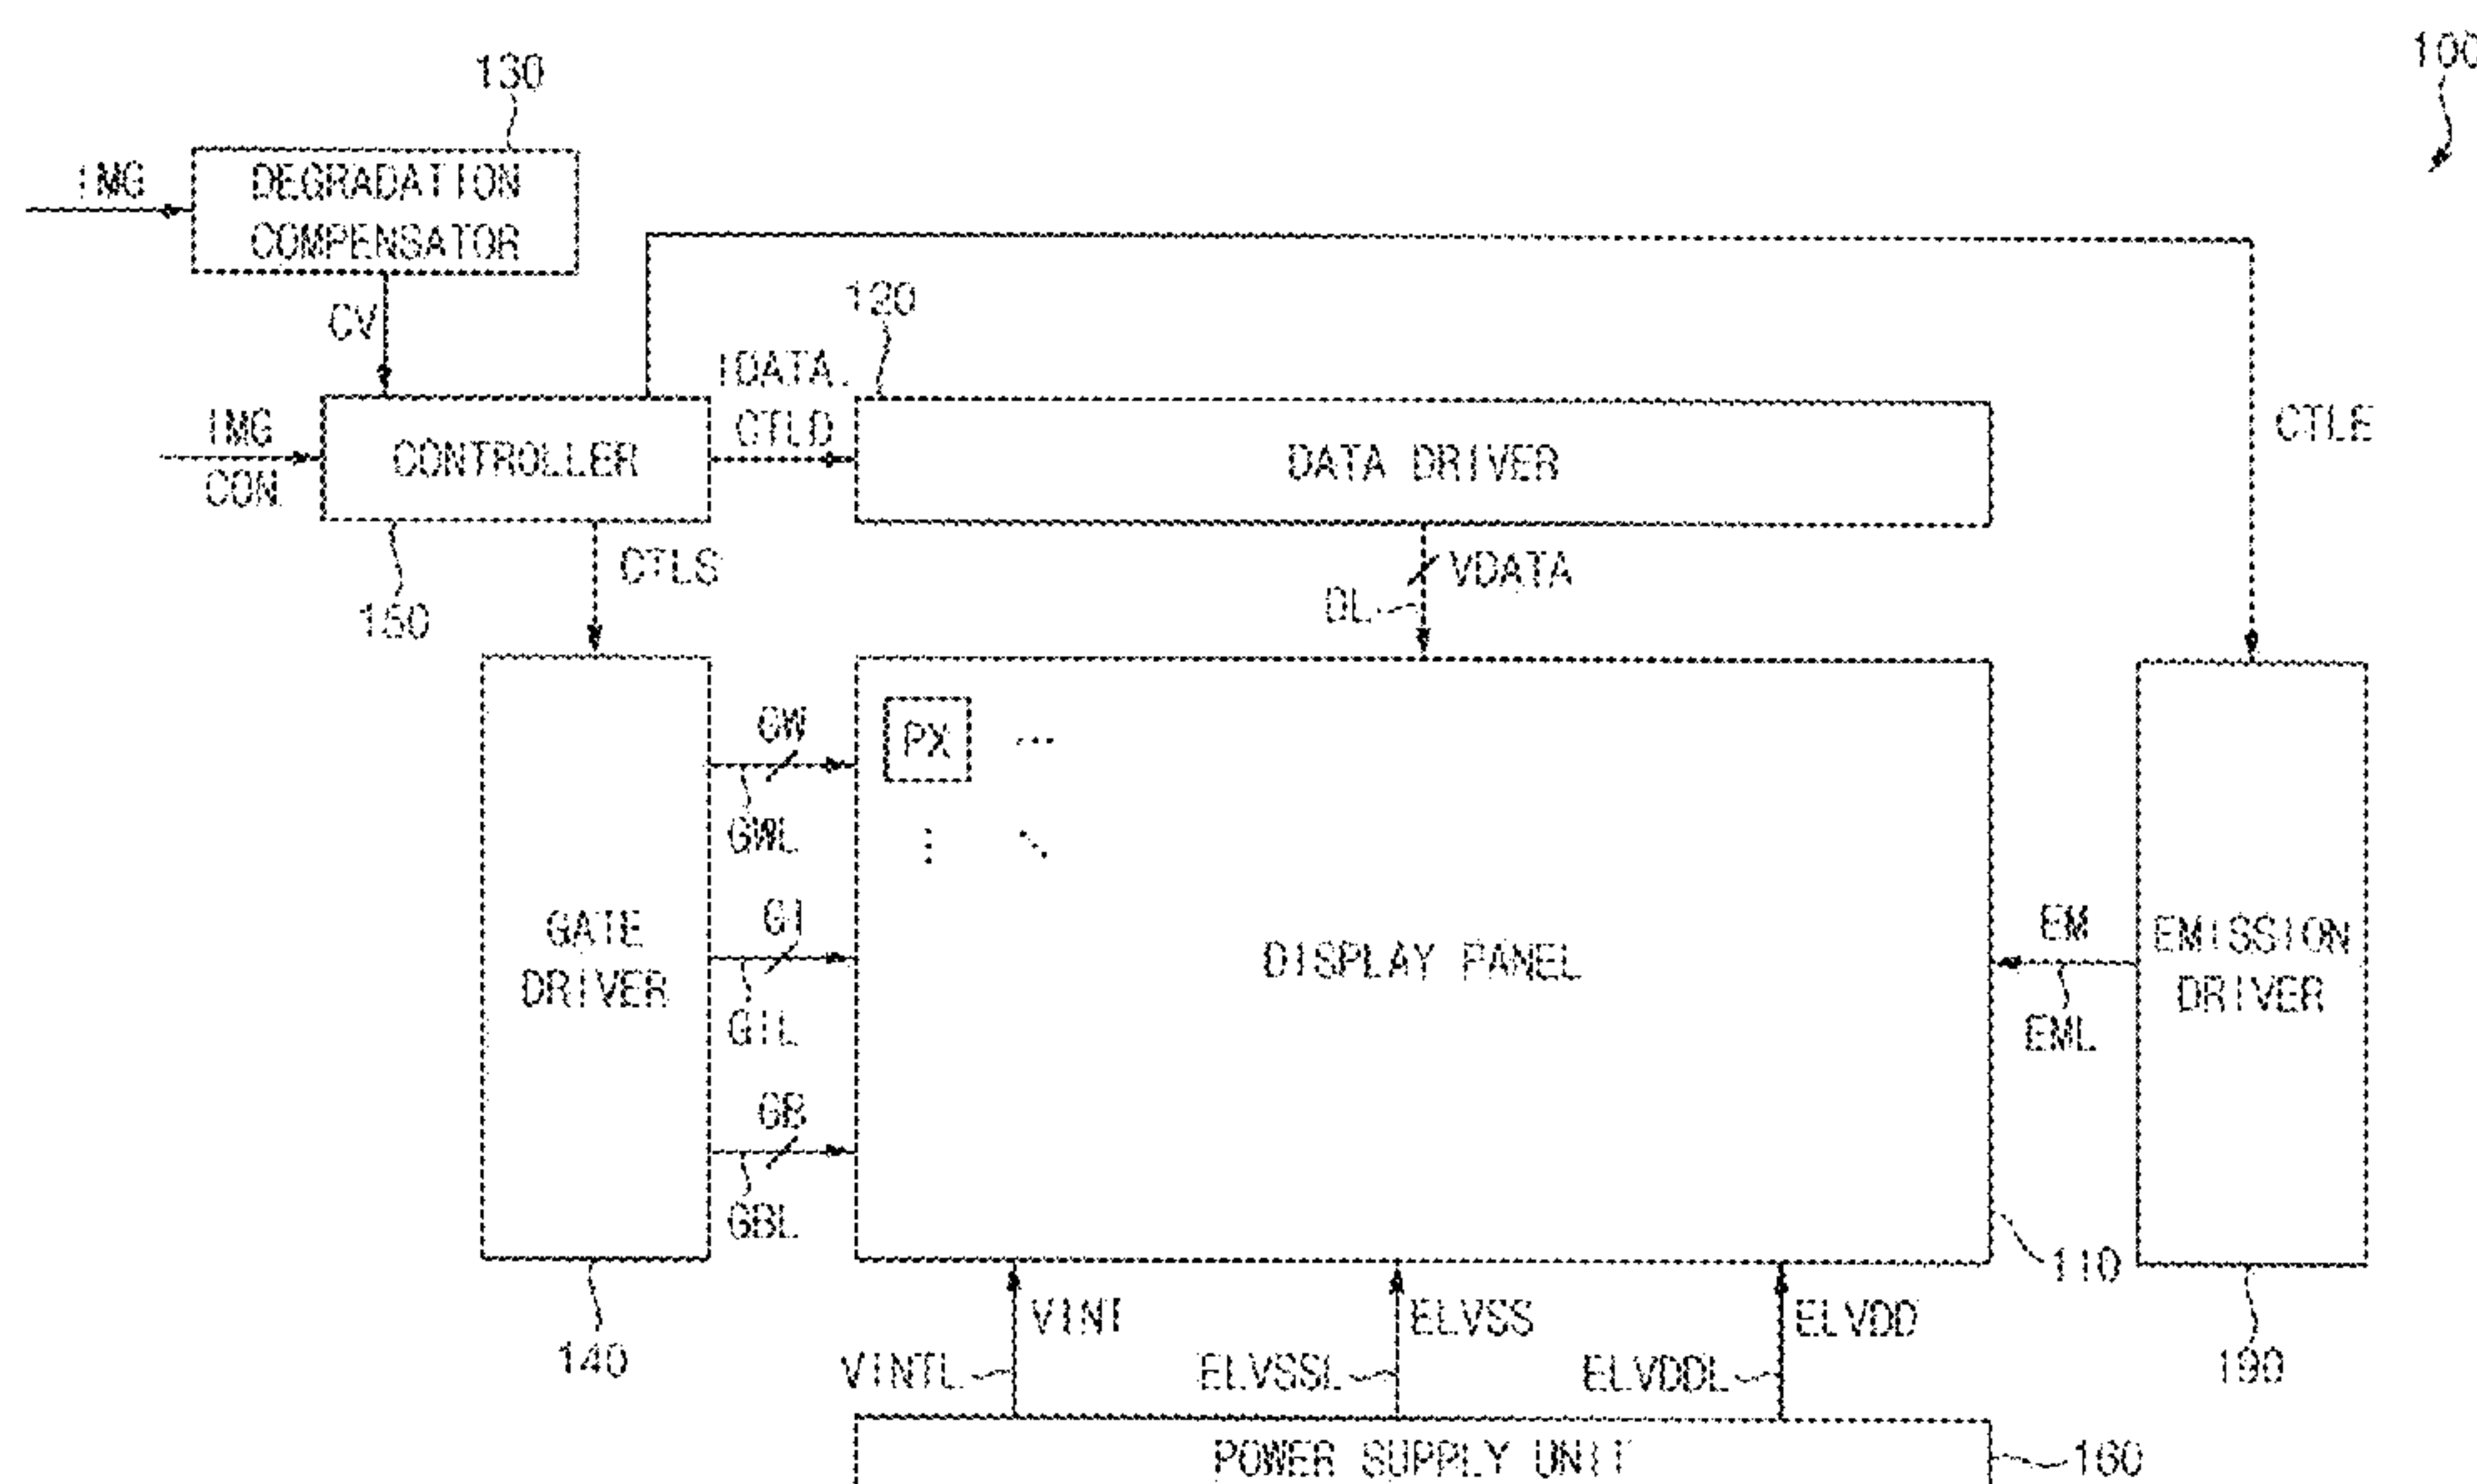 100
130
IMG
DEGRADATION
COMPENSATOR
CV
120
IDATA,
CTLD
CTLE
IMG
CON
CONTROLLER
DATA DRIVER
CTLS
150
VDATA
DL
GW
PX
GWL
GI
GIL
GB
GBL
GATE
DRIVER
DISPLAY PANEL
EM
EML
EMISSION
DRIVER
110
VINT
ELVSS
ELVDD
140
VINTL
ELVSSL
ELVDDL
190
POWER SUPPLY UNIT
160